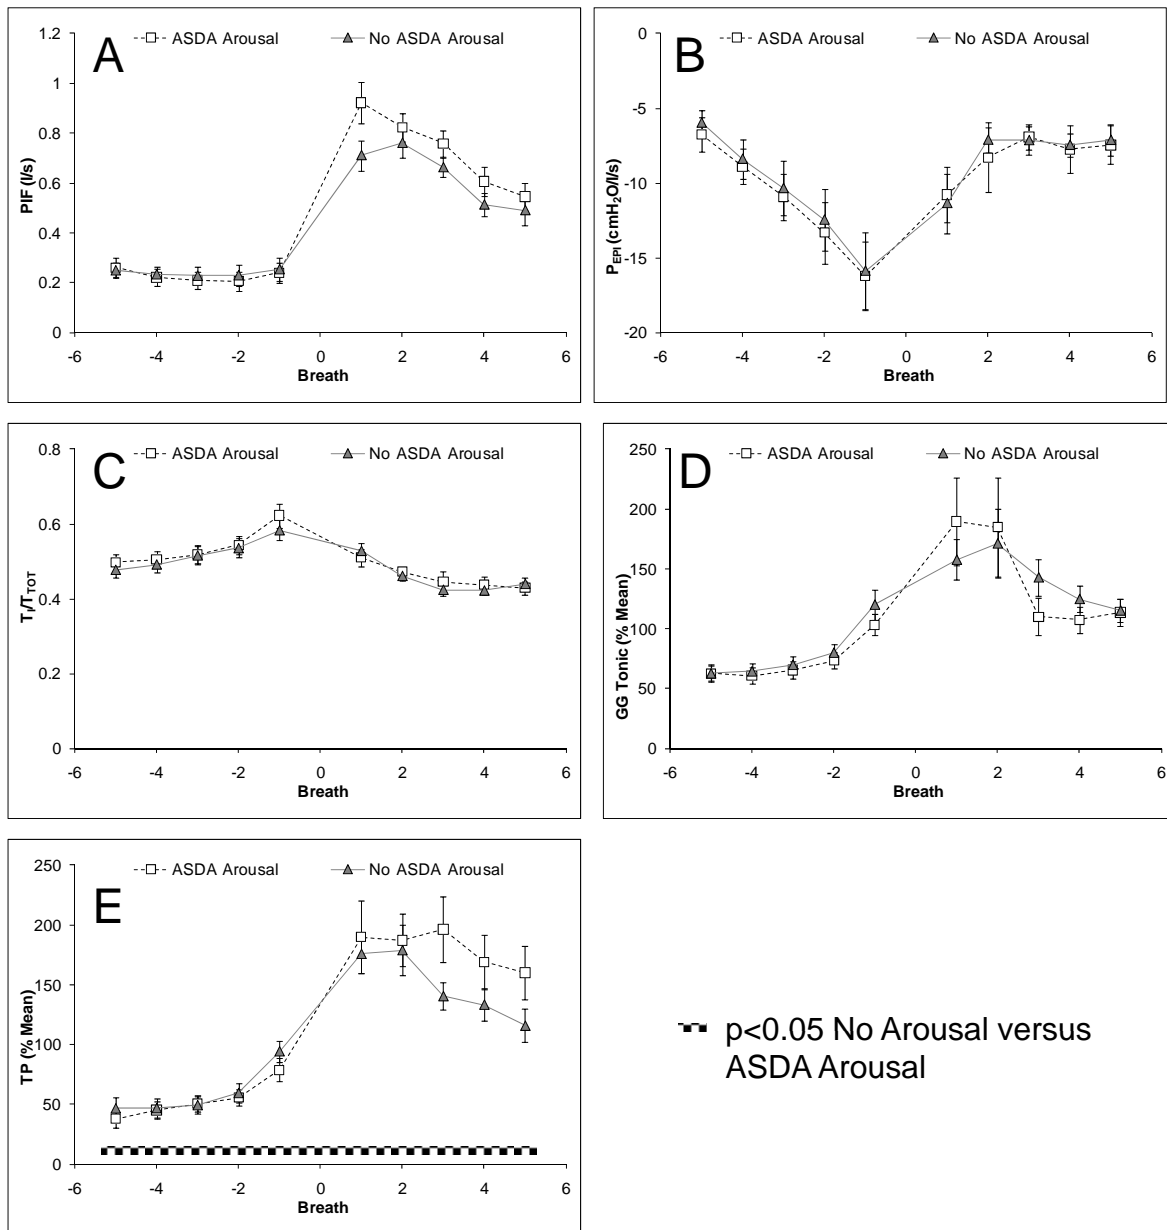 ASDA Arousal No ASDA Arousal
A
1.2
1
0.8
0.6
0.4
0.2
0
PIF (l/s)
-6 -4 -2 0 2 4 6
Breath
ASDA Arousal No ASDA Arousal
B
0
-5
-10
-15
-20
PEPI (cmH2O/l/s)
-6 -4 -2 0 2 4 6
Breath
ASDA Arousal No ASDA Arousal
C
0.8
0.6
0.4
0.2
0
TI/TTOT
-6 -4 -2 0 2 4 6
Breath
ASDA Arousal No ASDA Arousal
D
250
200
150
100
50
0
GG Tonic (% Mean)
-6 -4 -2 0 2 4 6
Breath
ASDA Arousal No ASDA Arousal
E
250
200
150
100
50
0
TP (% Mean)
-6 -4 -2 0 2 4 6
Breath
p<0.05 No Arousal versus
ASDA Arousal